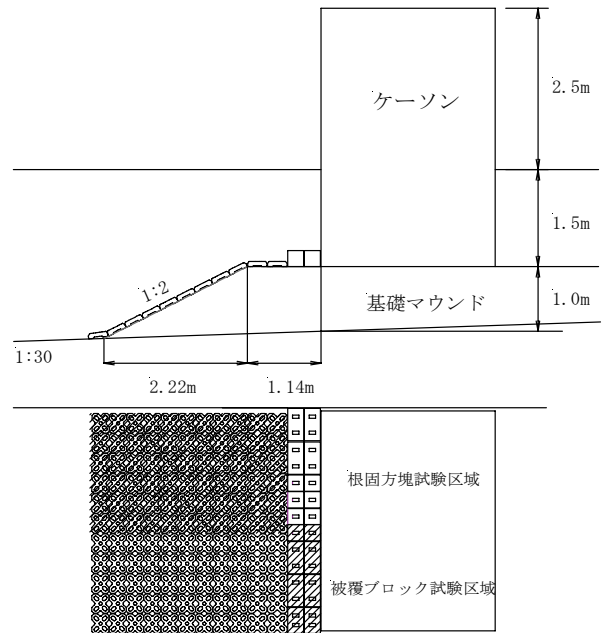 ケーソン
2.5m
1.5m
1:2
基礎マウンド
1.0m
1:30
2.22m
1.14m
根固方塊試験区域
被覆ブロック試験区域